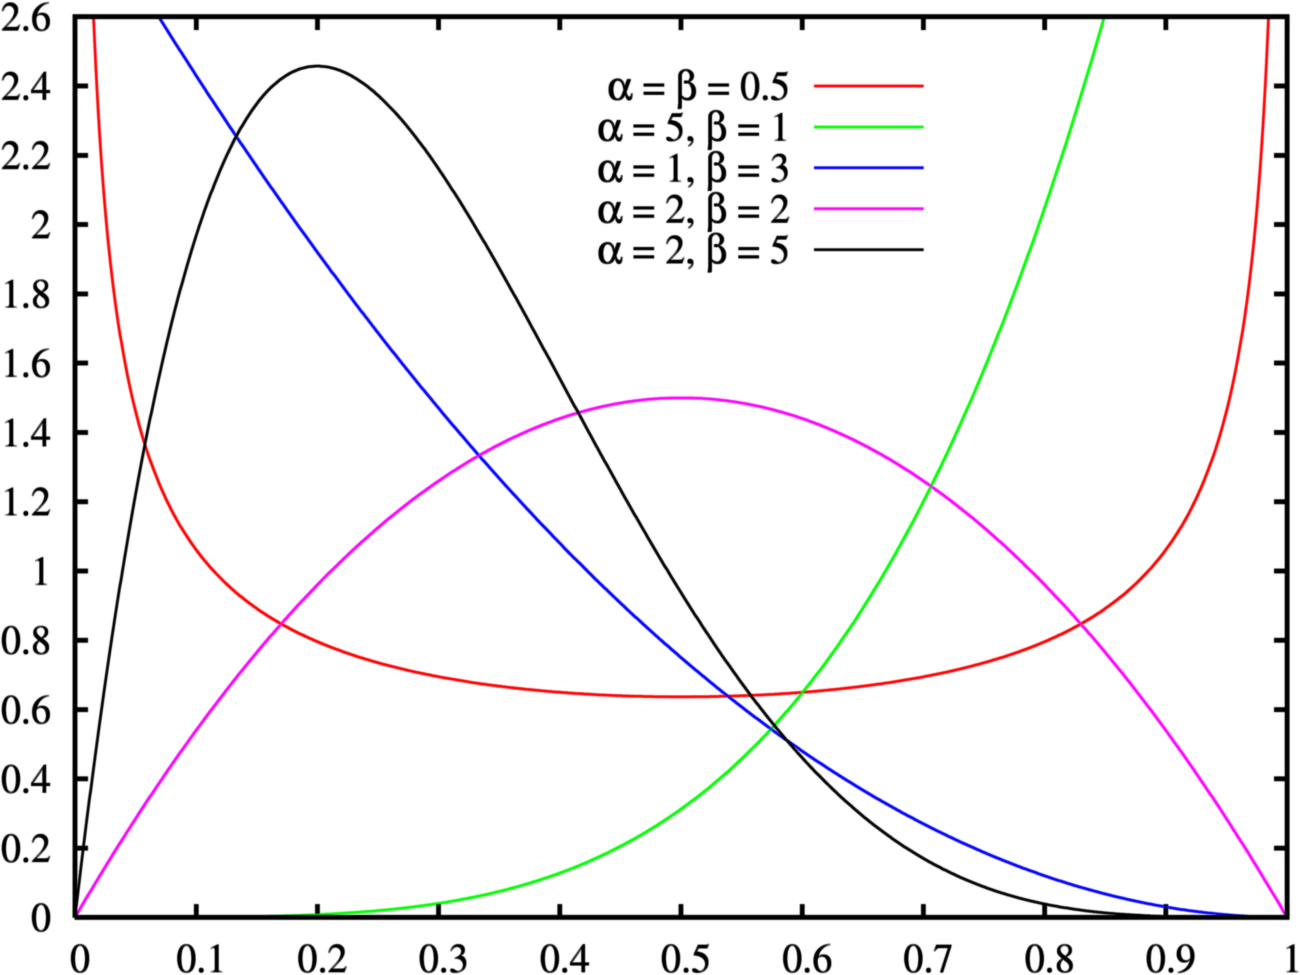 2.6
2.4
2.2
2
1.8
1.6
1.4
1.2
1
0.8
0.6
0.4
0.2
0
α = β = 0.5
α = 5, β = 1
α = 1, β = 3
α = 2, β = 2
α = 2, β = 5
0 0.1 0.2 0.3 0.4 0.5 0.6 0.7 0.8 0.9 1